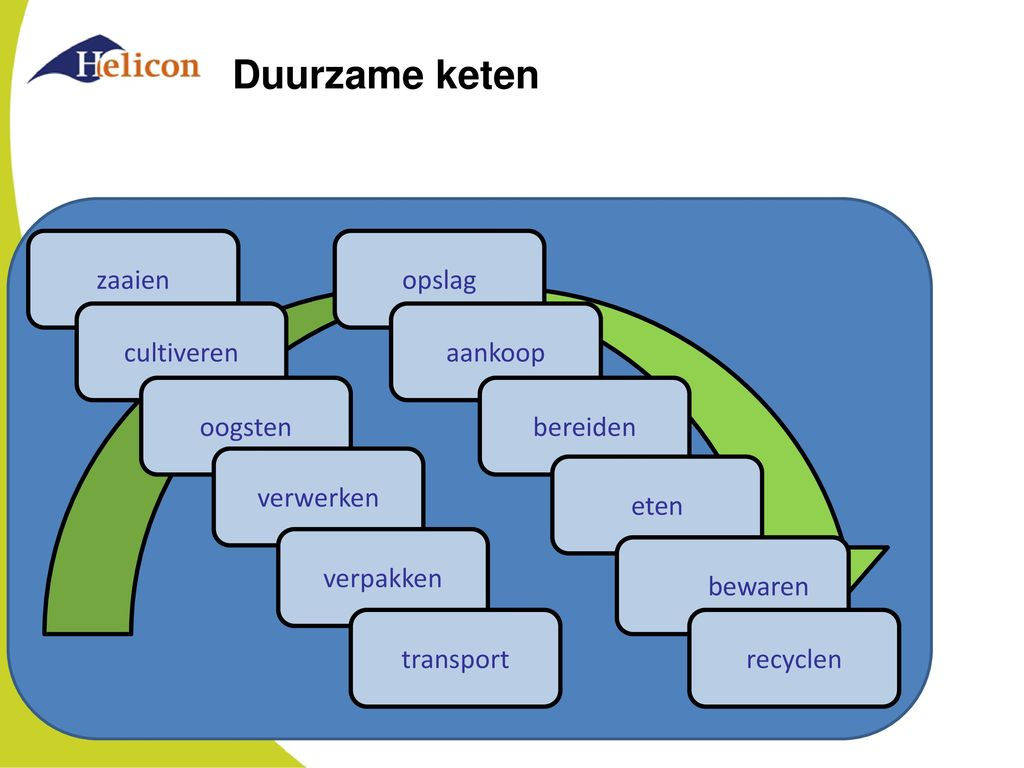 Helicon
Duurzame keten
zaaien
cultiveren
oogsten
verwerken
verpakken
transport
opslag
aankoop
bereiden
eten
bewaren
recyclen